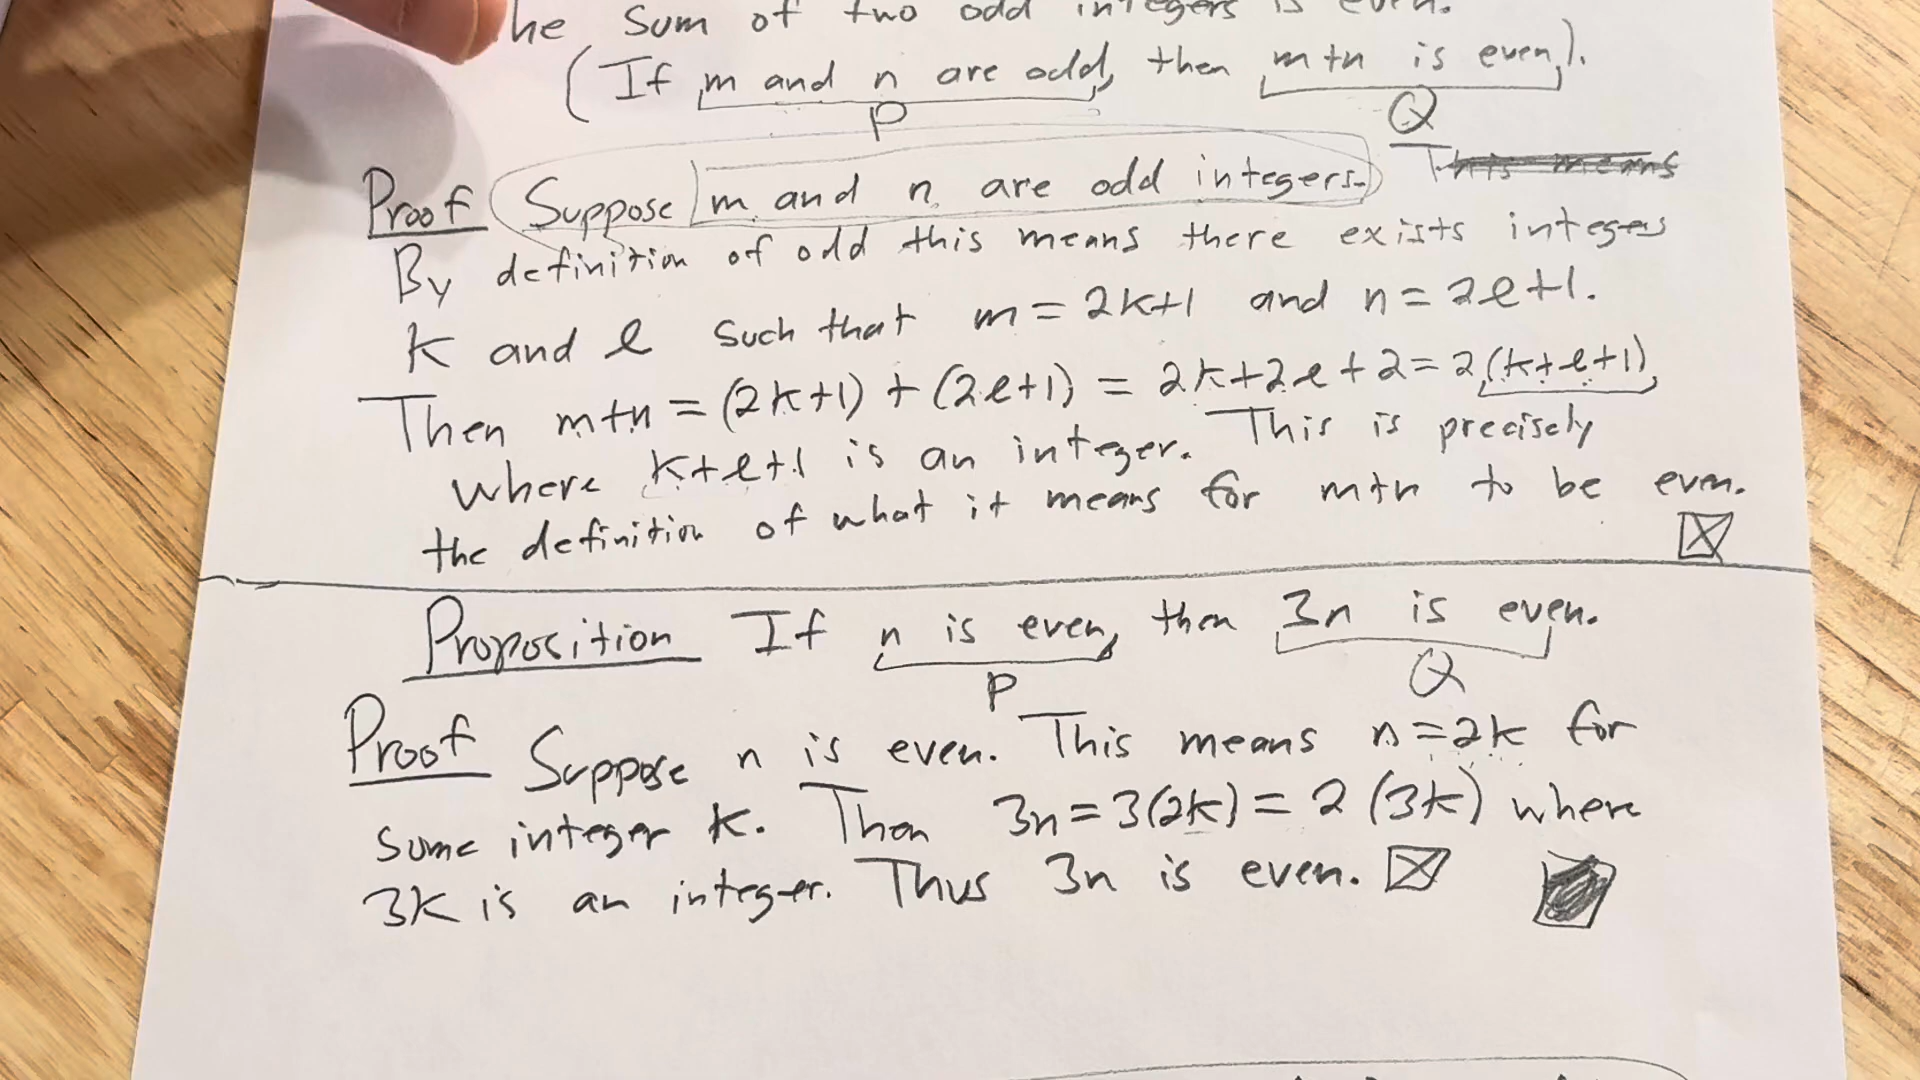 he sum of two odd integers is even.
(If m and n are odd, then m+n is even).
P Q
Proof Suppose m and n are odd integers. This means
By definition of odd this means there exists integers
k and l such that m = 2k+1 and n = 2l+1.
Then m+n = (2k+1) + (2l+1) = 2k+2l+2 = 2(k+l+1)
where k+l+1 is an integer. This is precisely
the definition of what it means for m+n to be even.
Proposition If n is even, then 3n is even.
P Q
Proof Suppose n is even. This means n=2k for
some integer k. Then 3n = 3(2k) = 2(3k) where
3k is an integer. Thus 3n is even.